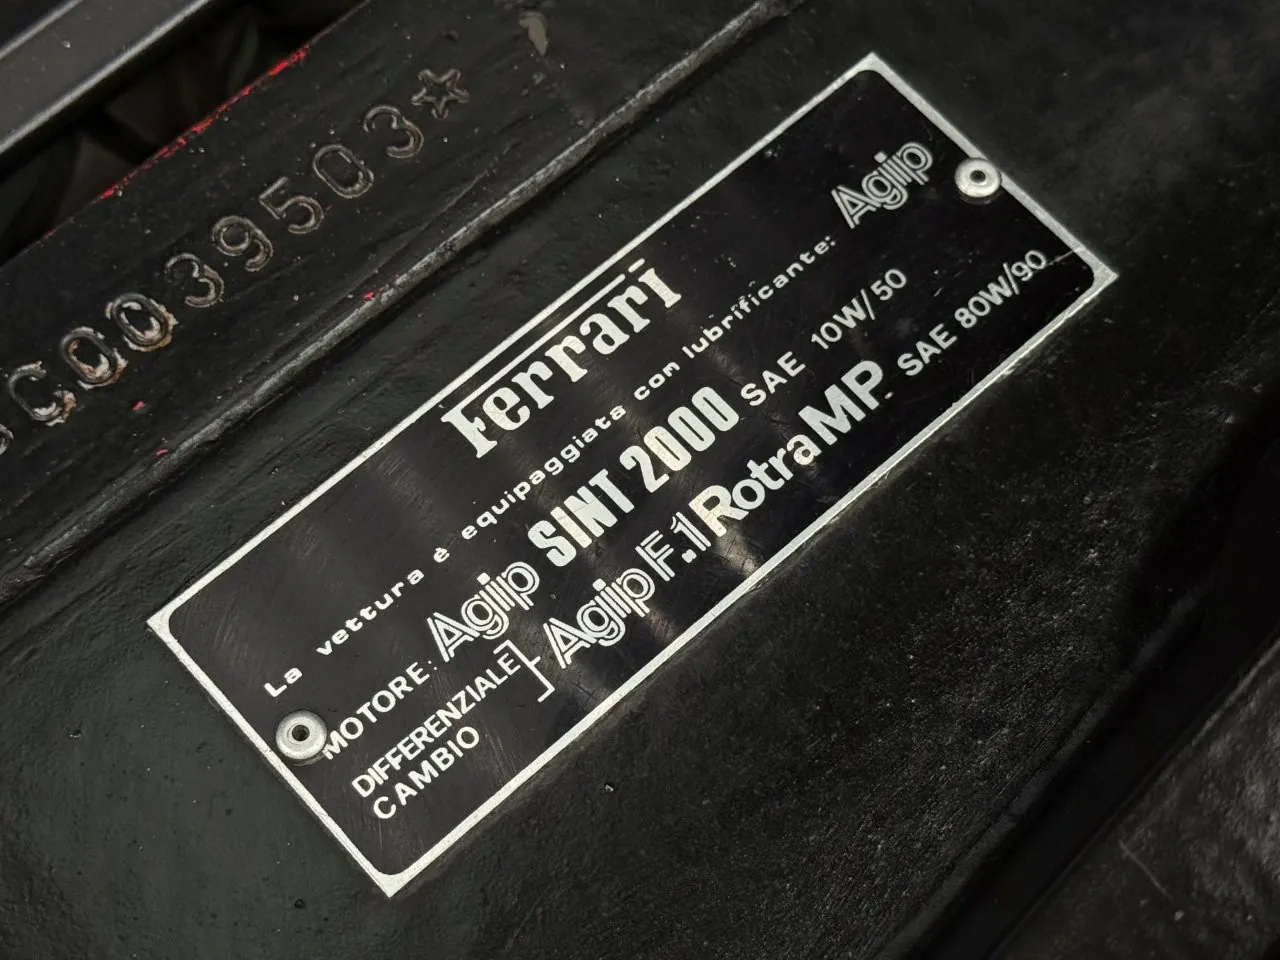 C0039503☆
Ferrari
La vettura è equipaggiata con lubrificante: Agip
MOTORE: Agip SINT 2000 SAE 10W/50
DIFFERENZIALE
CAMBIO
Agip F.1 Rotra MP. SAE 80W/90